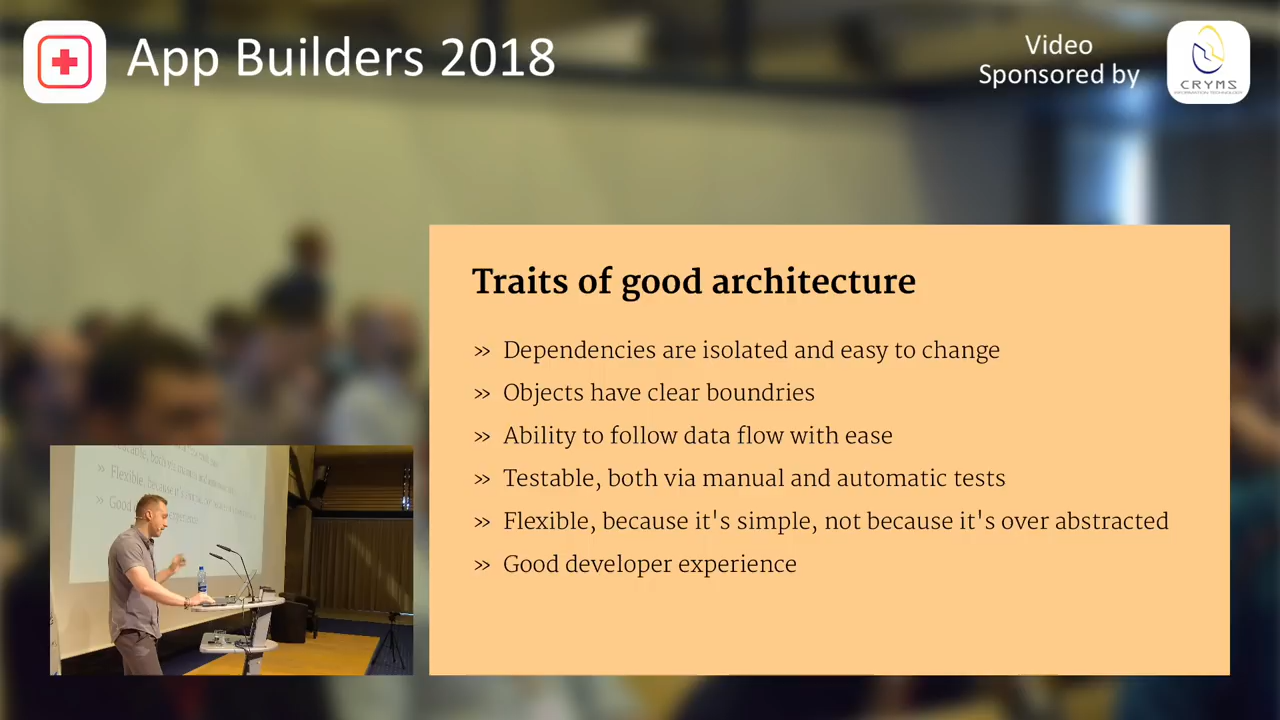 App Builders 2018
Video
Sponsored by
CRYMS
Traits of good architecture
» Dependencies are isolated and easy to change
» Objects have clear boundries
» Ability to follow data flow with ease
» Testable, both via manual and automatic tests
» Flexible, because it's simple, not because it's over abstracted
» Good developer experience